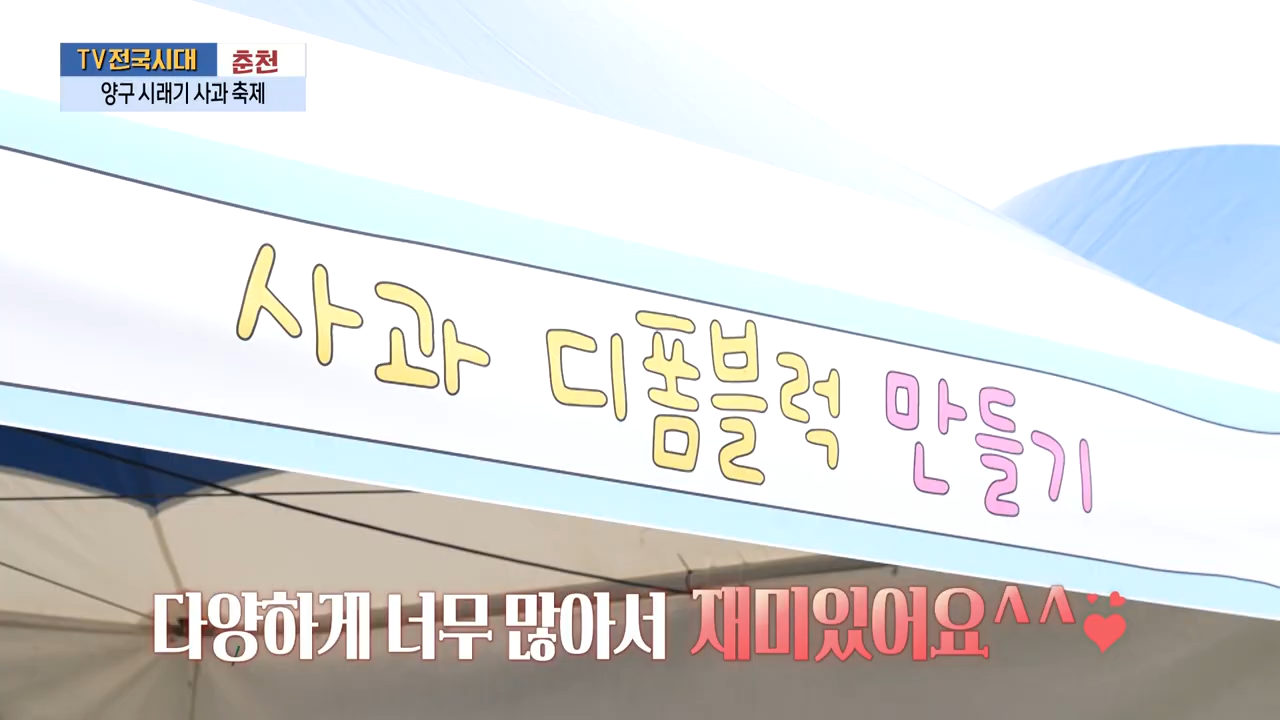 TV전국시대 춘천
양구 시래기 사과 축제
사과 디폼블럭 만들기
다양하게 너무 많아서 재미있어요^^♥